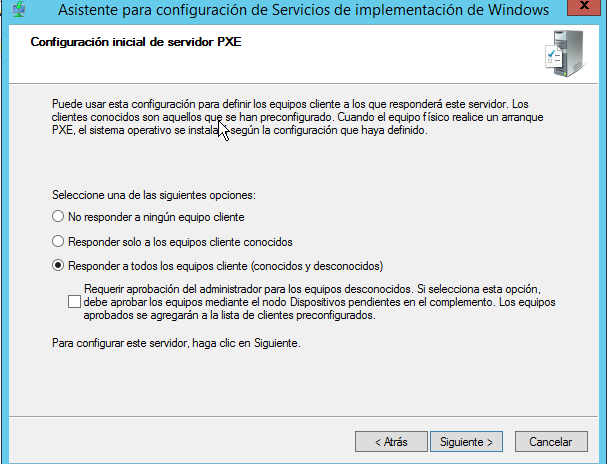 Asistente para configuración de Servicios de implementación de Windows
x
Configuración inicial de servidor PXE
Puede usar esta configuración para definir los equipos cliente a los que responderá este servidor. Los
clientes conocidos son aquellos que se han preconfigurado. Cuando el equipo físico realice un arranque
PXE, el sistema operativo se instala según la configuración que haya definido.
Seleccione una de las siguientes opciones:
No responder a ningún equipo cliente
Responder solo a los equipos cliente conocidos
Responder a todos los equipos cliente (conocidos y desconocidos)
Requerir aprobación del administrador para los equipos desconocidos. Si selecciona esta opción,
debe aprobar los equipos mediante el nodo Dispositivos pendientes en el complemento. Los equipos
aprobados se agregarán a la lista de clientes preconfigurados.
Para configurar este servidor, haga clic en Siguiente.
< Atrás
Siguiente >
Cancelar